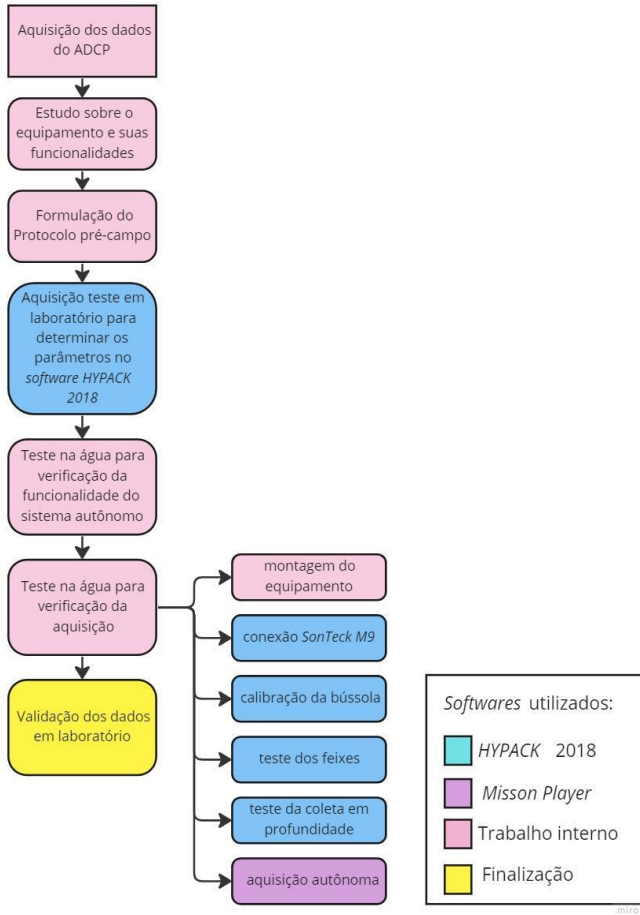 Aquisição dos dados
do ADCP
Estudo sobre o
equipamento e suas
funcionalidades
Formulação do
Protocolo pré-campo
Aquisição teste em
laboratório para
determinar os
parâmetros no
software HYPACK
2018
Teste na água para
verificação da
funcionalidade do
sistema autônomo
Teste na água para
verificação da
aquisição
Validação dos dados
em laboratório
montagem do
equipamento
conexão SonTeck M9
calibração da bússola
teste dos feixes
teste da coleta em
profundidade
aquisição autônoma
Softwares utilizados:
HYPACK 2018
Misson Player
Trabalho interno
Finalização
miro